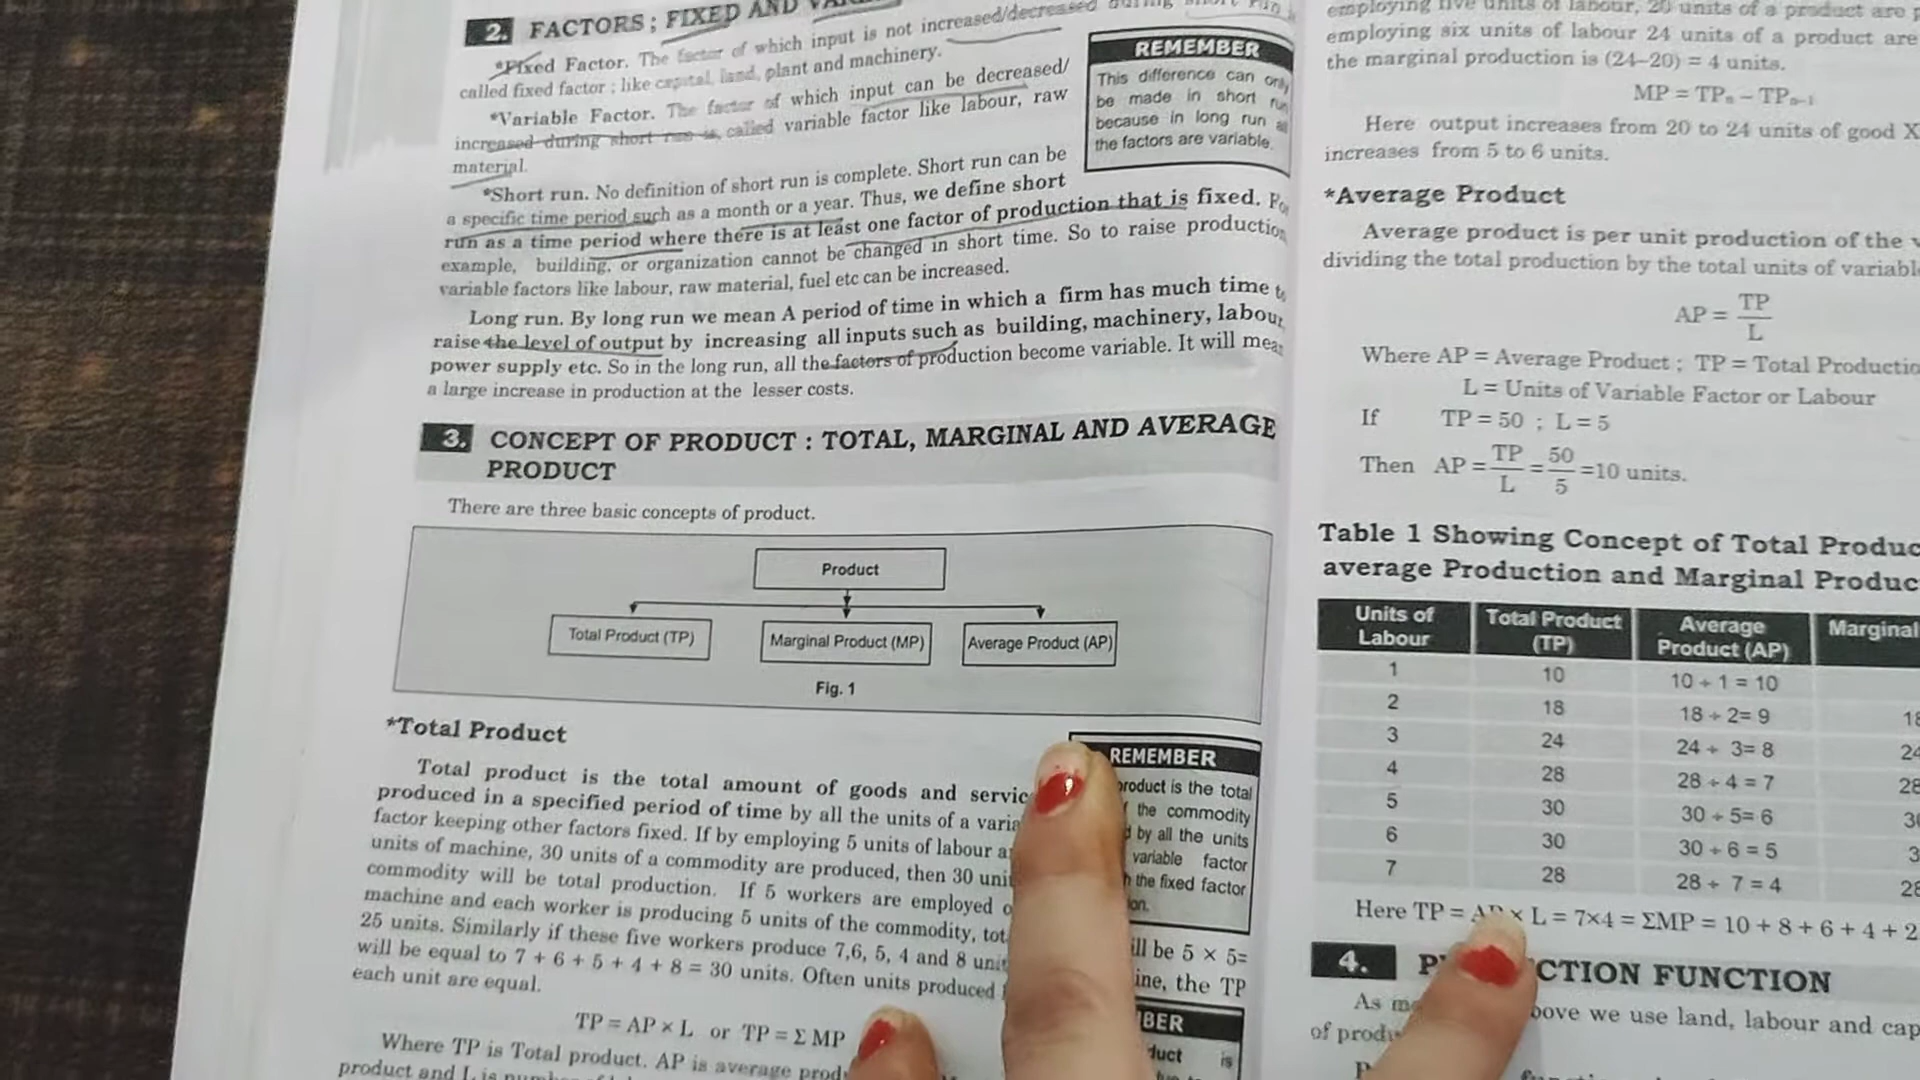 2. FACTORS ; FIXED AND
*Fixed Factor. The factor of which input is not increased/decreased during short run is
called fixed factor ; like capital, land, plant and machinery.
*Variable Factor. The factor of which input can be decreased/
increased during short run is, called variable factor like labour, raw
material.
REMEMBER
This difference can only
be made in short run
because in long run
the factors are variable.
*Short run. No definition of short run is complete. Short run can be
a specific time period such as a month or a year. Thus, we define short
run as a time period where there is at least one factor of production that is fixed.
example, building, or organization cannot be changed in short time. So to raise production
variable factors like labour, raw material, fuel etc can be increased.
Long run. By long run we mean A period of time in which a firm has much time
raise the level of output by increasing all inputs such as building, machinery, labour,
power supply etc. So in the long run, all the factors of production become variable. It will
a large increase in production at the lesser costs.
3. CONCEPT OF PRODUCT : TOTAL, MARGINAL AND AVERAGE
PRODUCT
There are three basic concepts of product.
Product
Total Product (TP) Marginal Product (MP) Average Product (AP)
Fig. 1
*Total Product
Total product is the total amount of goods and
produced in a specified period of time by all the units of a
factor keeping other factors fixed. If by employing 5 units of labour
units of machine, 30 units of a commodity are produced, then 30
commodity will be total production. If 5 workers are employed
machine and each worker is producing 5 units of the commodity,
25 units. Similarly if these five workers produce 7,6, 5, 4 and 8
will be equal to 7 + 6 + 5 + 4 + 8 = 30 units. Often units produced
each unit are equal.
REMEMBER
product is the total
the commodity
by all the units
variable factor
the fixed factor
be 5 × 5=
the TP
TP = AP × L or TP = Σ MP
Where TP is Total product. AP is average
product and L is
employing five units of labour, 20 units of a product are
employing six units of labour 24 units of a product are
the marginal production is (24–20) = 4 units.
MP = TPn – TPn–1
Here output increases from 20 to 24 units of good X
increases from 5 to 6 units.
*Average Product
Average product is per unit production of the
dividing the total production by the total units of
AP = TP
L
Where AP = Average Product ; TP = Total
L = Units of Variable Factor or Labour
If TP = 50 ; L = 5
Then AP = TP/L = 50/5 =10 units.
Table 1 Showing Concept of Total
average Production and Marginal
Units of Labour Total Product (TP) Average Product (AP) Marginal
1 10 10 ÷ 1 = 10
2 18 18 ÷ 2= 9
3 24 24 ÷ 3= 8
4 28 28 ÷ 4 = 7
5 30 30 ÷ 5= 6
6 30 30 ÷ 6 = 5
7 28 28 ÷ 7 = 4
Here TP = × L = 7×4 = ΣMP = 10 + 8 + 6 + 4 + 2
4. FUNCTION
As above we use land, labour and
of